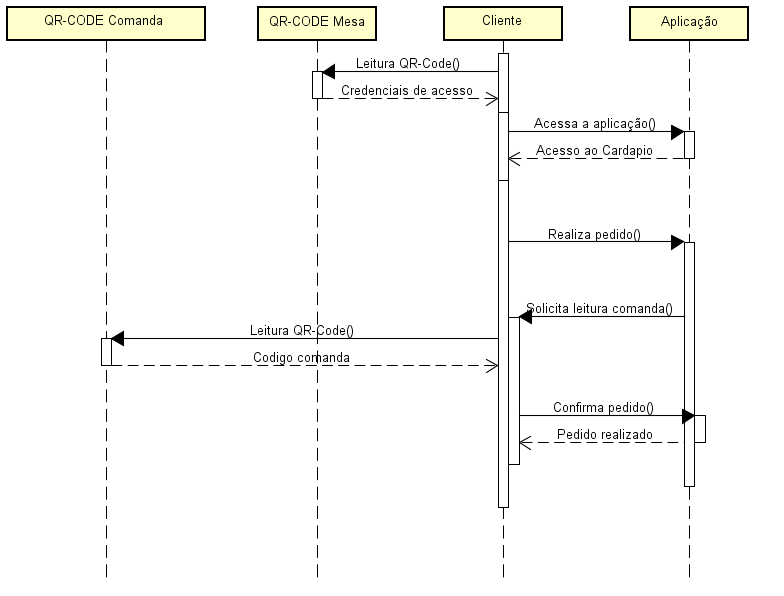 QR-CODE Comanda
QR-CODE Mesa
Cliente
Aplicação
Leitura QR-Code()
Credenciais de acesso
Acessa a aplicação()
Acesso ao Cardapio
Realiza pedido()
Solicita leitura comanda()
Leitura QR-Code()
Codigo comanda
Confirma pedido()
Pedido realizado